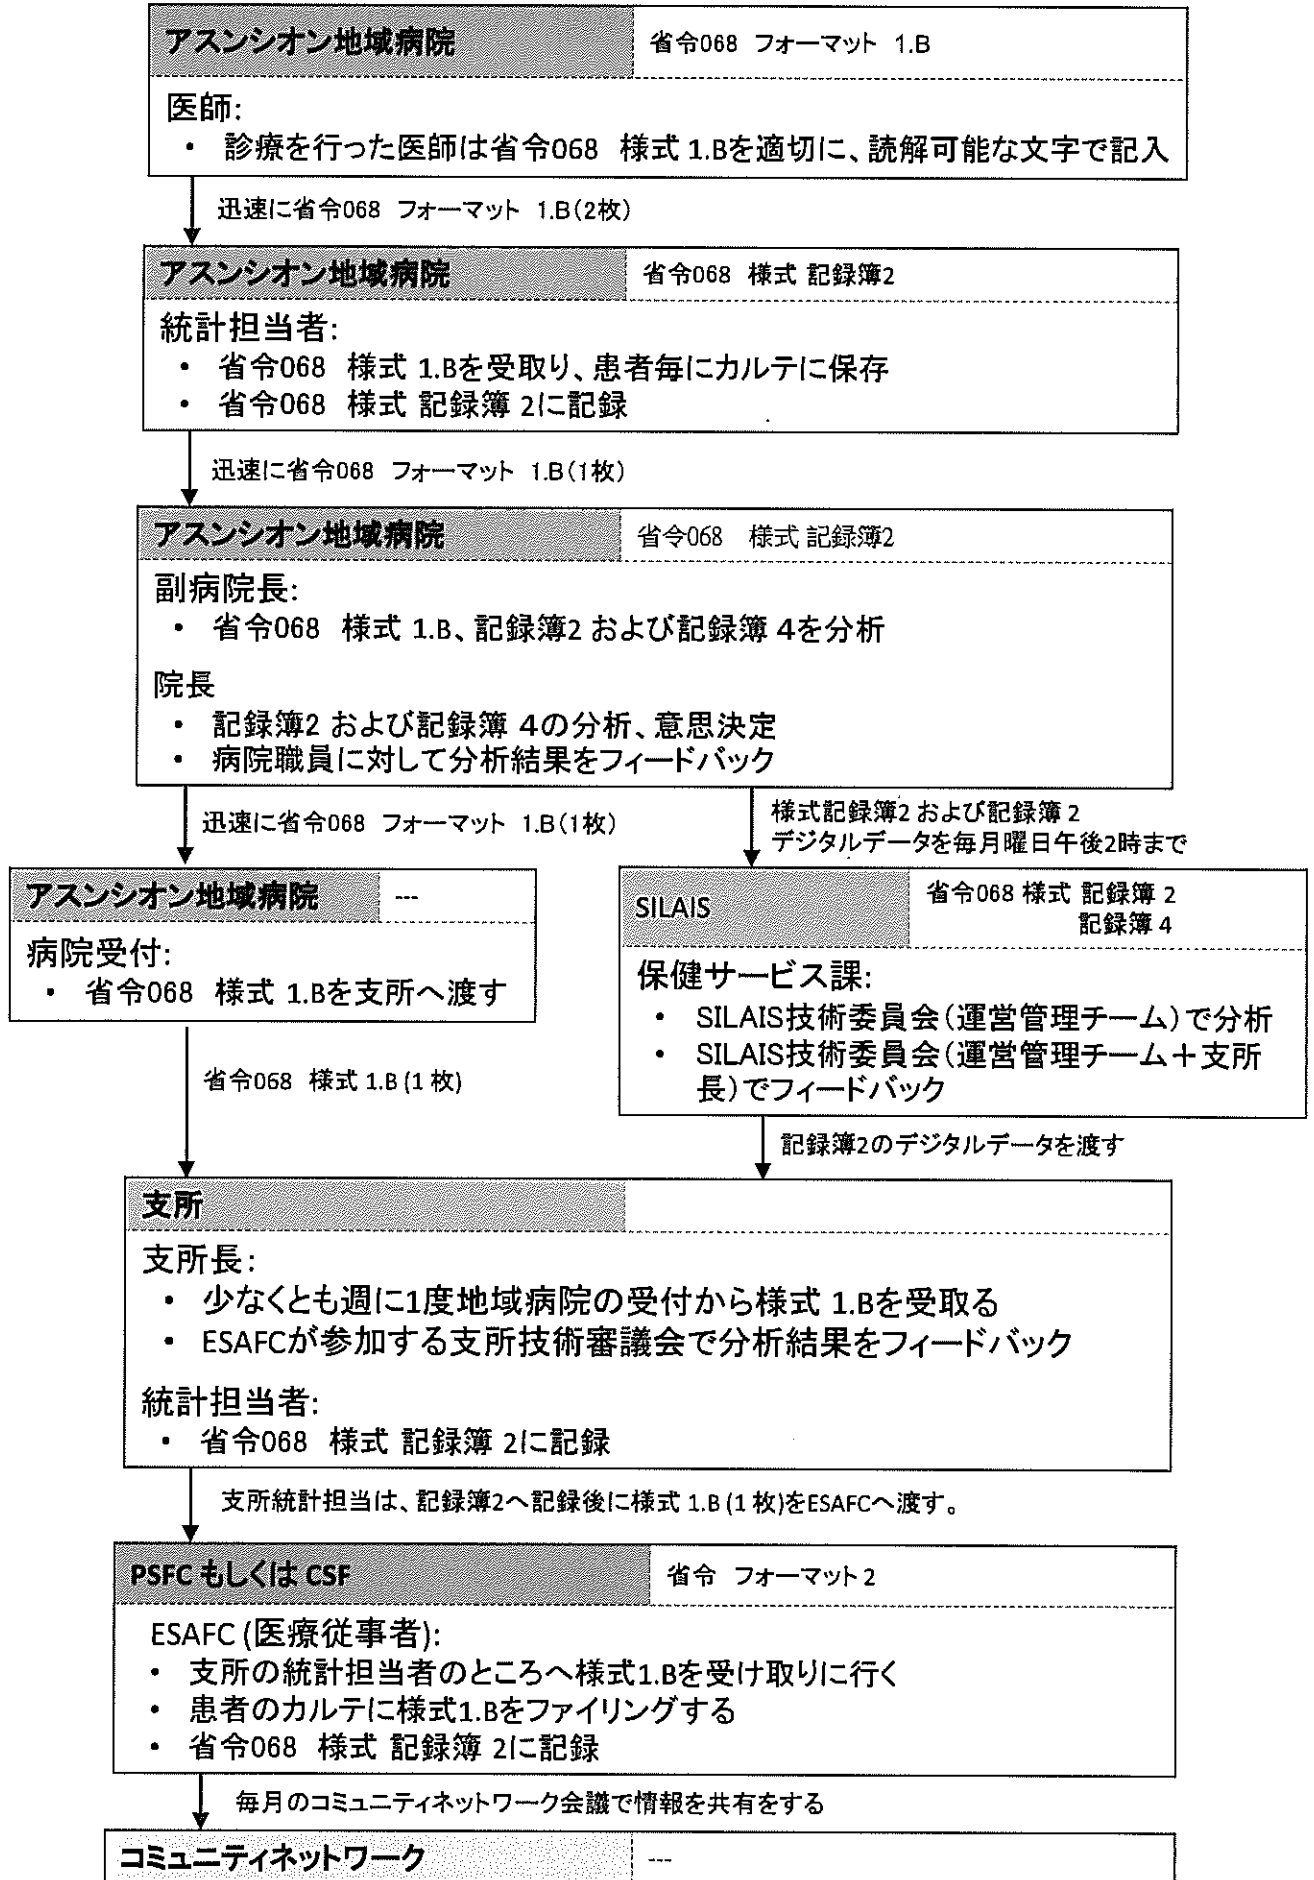 アスンシオン地域病院
省令068 フォーマット 1.B
医師:
• 診療を行った医師は省令068 様式 1.Bを適切に、読解可能な文字で記入
迅速に省令068 フォーマット 1.B(2枚)
アスンシオン地域病院
省令068 様式 記録簿2
統計担当者:
• 省令068 様式 1.Bを受取り、患者毎にカルテに保存
• 省令068 様式 記録簿 2に記録
迅速に省令068 フォーマット 1.B(1枚)
アスンシオン地域病院
省令068 様式 記録簿2
副病院長:
• 省令068 様式 1.B、記録簿2 および記録簿 4を分析
院長
• 記録簿2 および記録簿 4の分析、意思決定
• 病院職員に対して分析結果をフィードバック
迅速に省令068 フォーマット 1.B(1枚)
様式記録簿2 および記録簿 2
デジタルデータを毎月曜日午後2時まで
アスンシオン地域病院
---
病院受付:
• 省令068 様式 1.Bを支所へ渡す
SILAIS
省令068 様式 記録簿 2
記録簿 4
保健サービス課:
• SILAIS技術委員会(運営管理チーム)で分析
• SILAIS技術委員会(運営管理チーム+支所
長)でフィードバック
省令068 様式 1.B (1 枚)
記録簿2のデジタルデータを渡す
支所
支所長:
• 少なくとも週に1度地域病院の受付から様式 1.Bを受取る
• ESAFCが参加する支所技術審議会で分析結果をフィードバック
統計担当者:
• 省令068 様式 記録簿 2に記録
支所統計担当は、記録簿2へ記録後に様式 1.B (1 枚)をESAFCへ渡す。
PSFC もしくは CSF
省令 フォーマット 2
ESAFC (医療従事者):
• 支所の統計担当者のところへ様式1.Bを受け取りに行く
• 患者のカルテに様式1.Bをファイリングする
• 省令068 様式 記録簿 2に記録
毎月のコミュニティネットワーク会議で情報を共有をする
コミュニティネットワーク
---